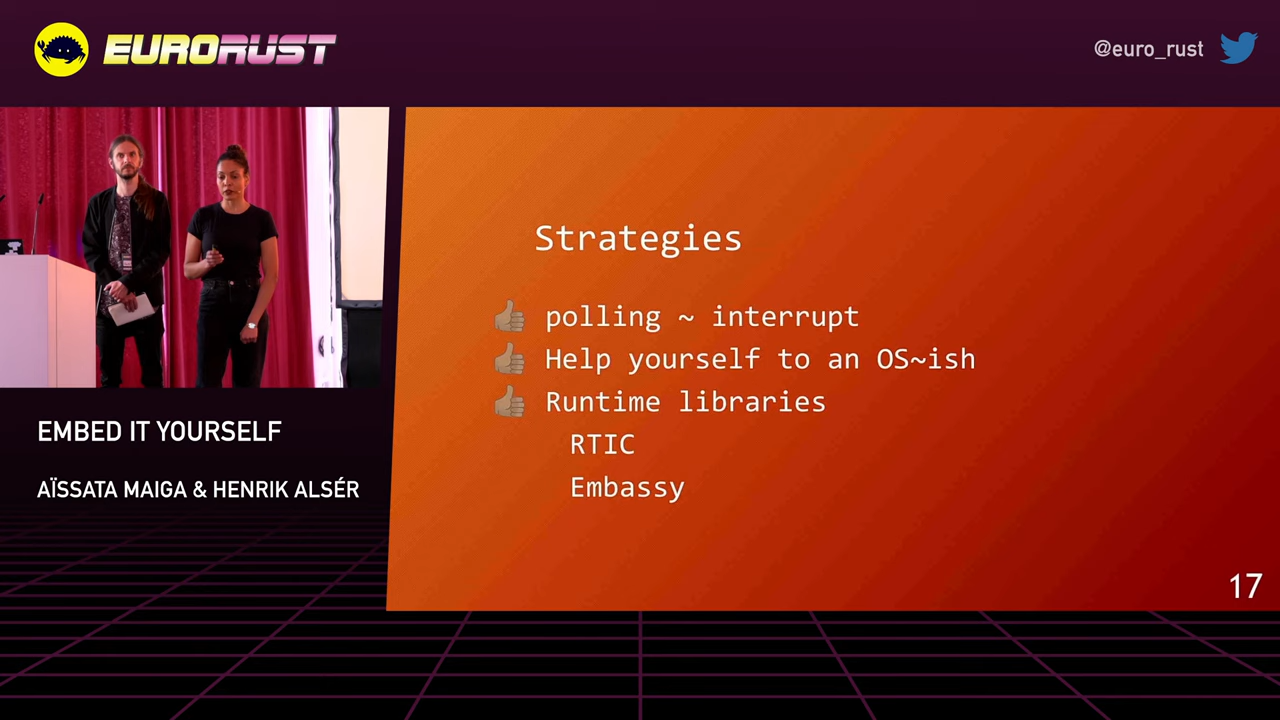 EURORUST
@euro_rust
Strategies
polling ~ interrupt
Help yourself to an OS~ish
Runtime libraries
RTIC
Embassy
17
EMBED IT YOURSELF
AÏSSATA MAIGA & HENRIK ALSÉR